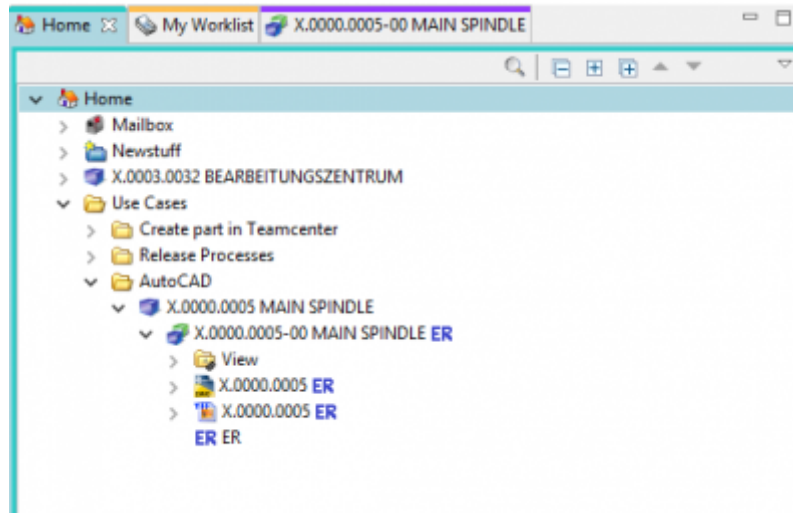 Home My Worklist X.0000.0005-00 MAIN SPINDLE
Home
Mailbox
Newstuff
X.0003.0032 BEARBEITUNGSZENTRUM
Use Cases
Create part in Teamcenter
Release Processes
AutoCAD
X.0000.0005 MAIN SPINDLE
X.0000.0005-00 MAIN SPINDLE ER
View
X.0000.0005 ER
X.0000.0005 ER
ER ER